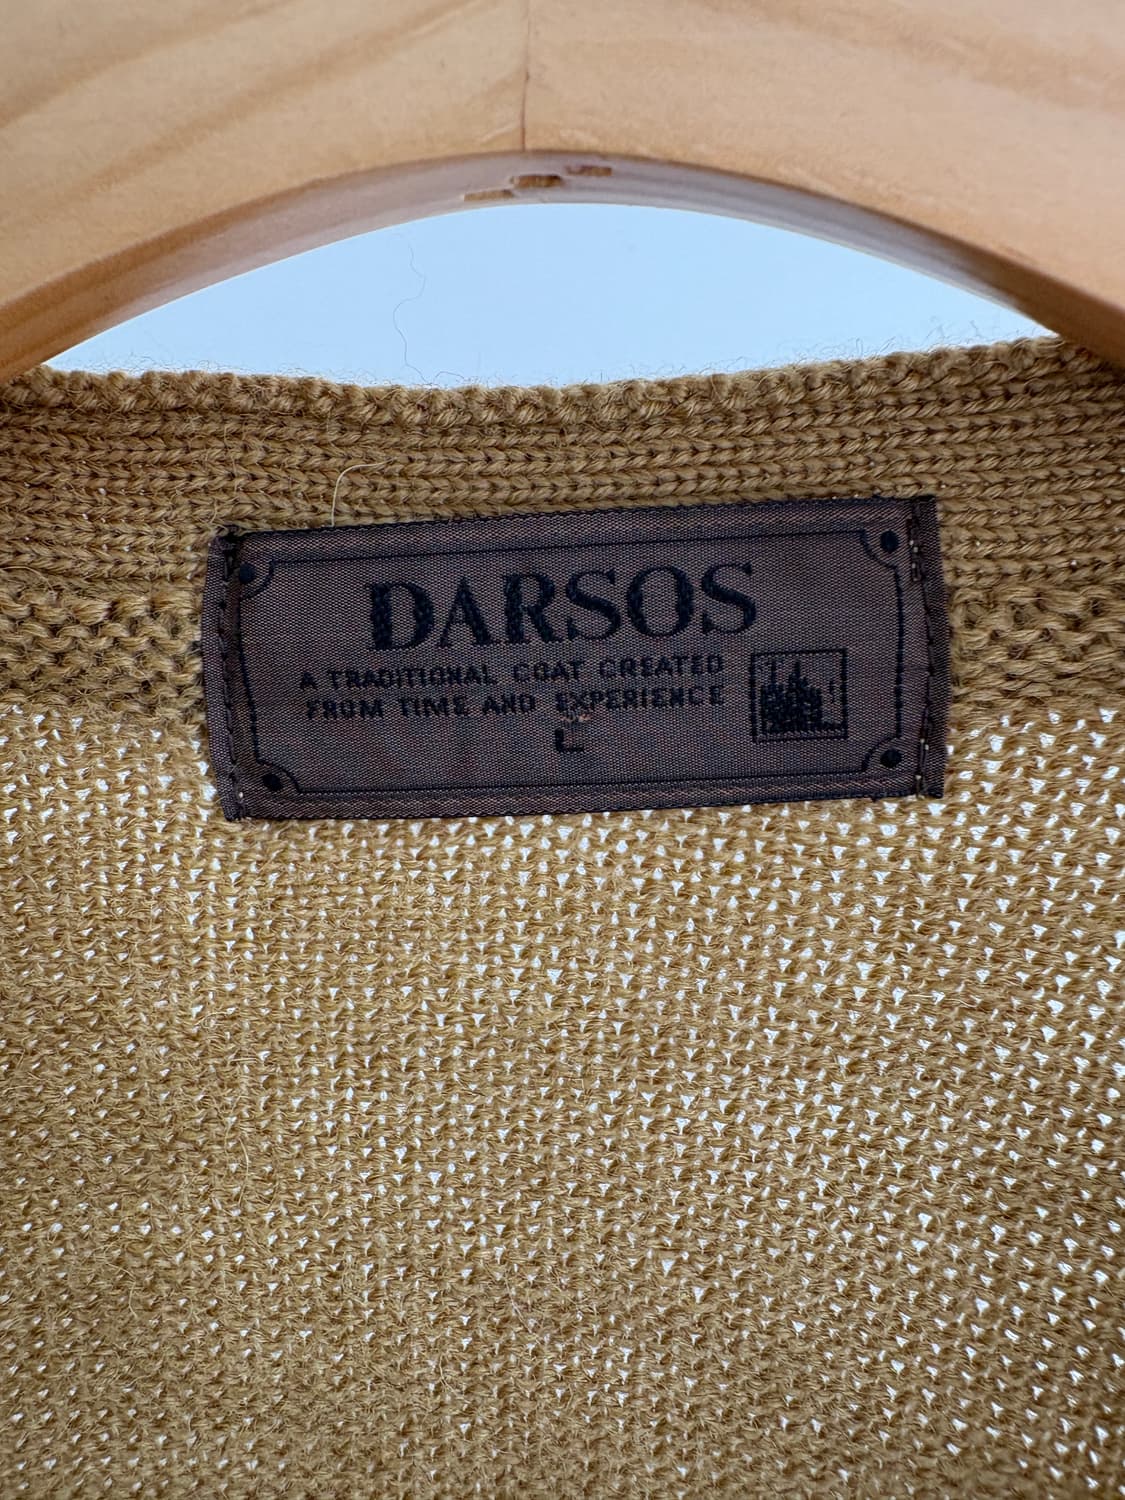 DARSOS
A TRADITIONAL COAT CREATED
FROM TIME AND EXPERIENCE
L